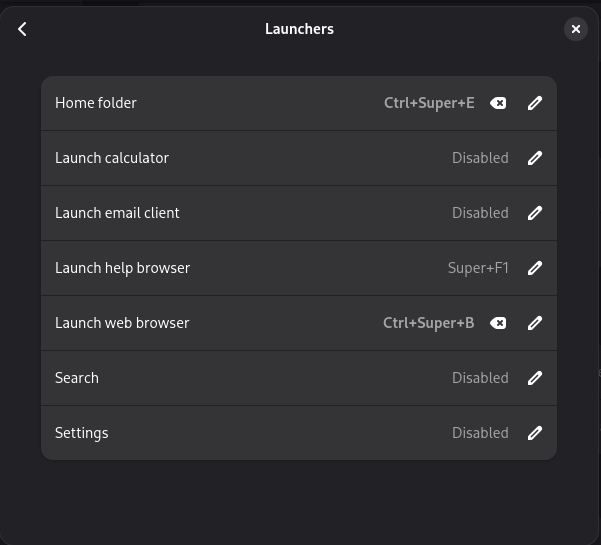 Launchers
Home folder Ctrl+Super+E
Launch calculator Disabled
Launch email client Disabled
Launch help browser Super+F1
Launch web browser Ctrl+Super+B
Search Disabled
Settings Disabled